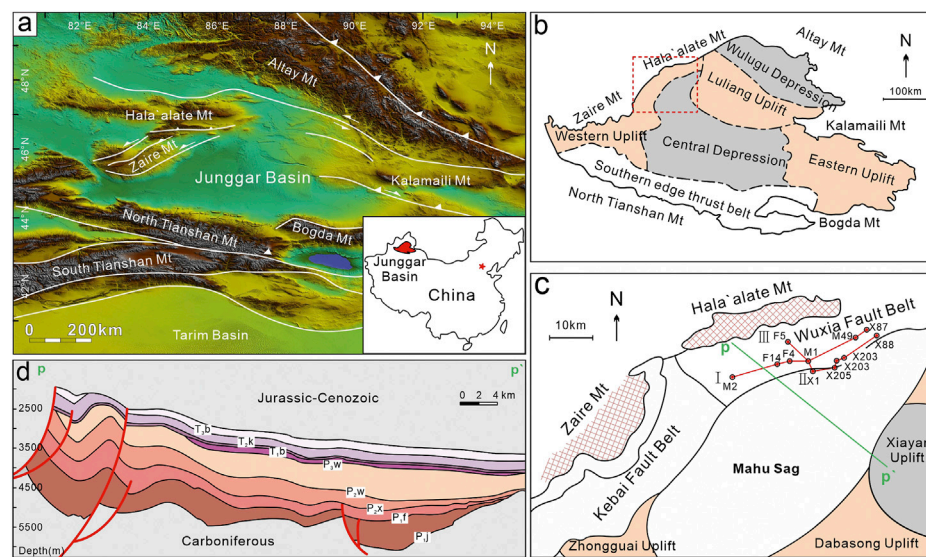 a
82°E
84°E
86°E
88°E
90°E
92°E
94°E
N
48°N
46°N
44°N
42°N
Altay Mt
Hala`alate Mt
Zaire Mt
Junggar Basin
Kalamaili Mt
North Tianshan Mt
Bogda Mt
South Tianshan Mt
Tarim Basin
0 200km
Junggar
Basin
China
b
Altay Mt
N
Hala`alate Mt
Wulugu Depression
100km
Luliang Uplift
Zaire Mt
Kalamaili Mt
Western Uplift
Central Depression
Eastern Uplift
Southern edge thrust belt
North Tianshan Mt
Bogda Mt
c
N
10km
Hala`alate Mt
Wuxia Fault Belt
X87
M49
X88
III F5
p
F14 F4 M1
X203
X203
I
M2
II X1
X205
Zaire Mt
Kebai Fault Belt
Mahu Sag
Xiayan
Uplift
p`
Zhongguai Uplift
Dabasong Uplift
d
p
p`
0 2 4 km
Jurassic-Cenozoic
2500
3500
4500
5500
Depth(m)
T₃b
T₂k
T₁b
P₃w
P₂w
P₂x
P₁f
P₁j
Carboniferous